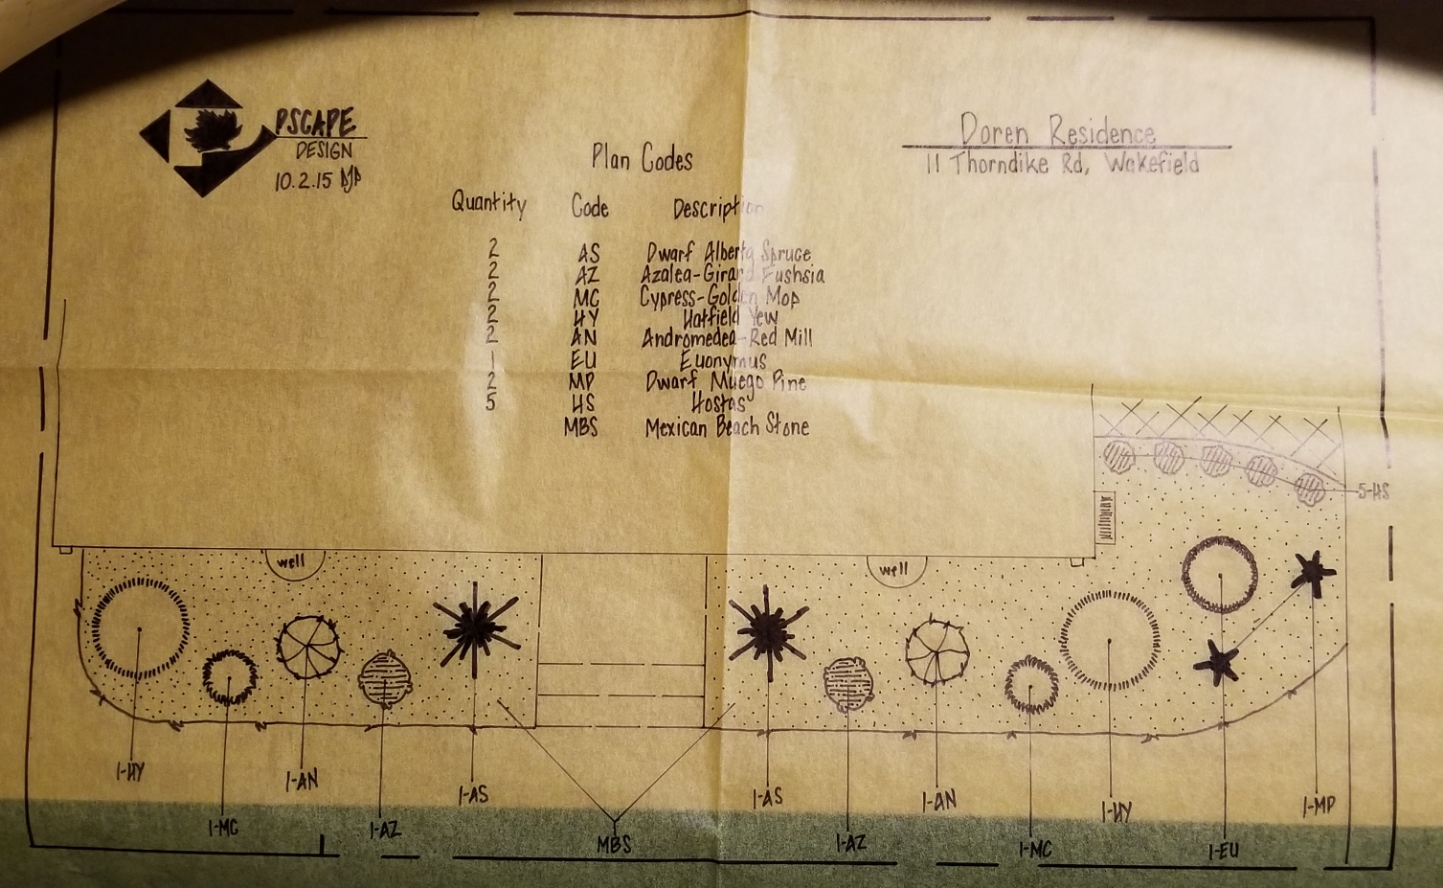 PSCAPE
DESIGN
10.2.15 DJD
Doren Residence
11 Thorndike Rd, Wakefield
Plan Codes
Quantity Code Description
2 AS Dwarf Alberta Spruce
2 AZ Azalea-Girard Fushsia
2 MC Cypress-Golden Mop
2 HY Hatfield Yew
2 AN Andromedea-Red Mill
1 EU Euonymus
2 MP Dwarf Muego Pine
5 HS Hostas
MBS Mexican Beach Stone
5-HS
well
well
1-HY
1-MC
1-AN
1-AZ
1-AS
MBS
1-AS
1-AZ
1-AN
1-MC
1-HY
1-EU
1-MP